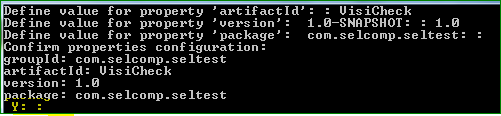 Define value for property 'artifactId': : VisiCheck
Define value for property 'version':  1.0-SNAPSHOT: : 1.0
Define value for property 'package':  com.selcomp.seltest: :
Confirm properties configuration:
groupId: com.selcomp.seltest
artifactId: VisiCheck
version: 1.0
package: com.selcomp.seltest
 Y: :